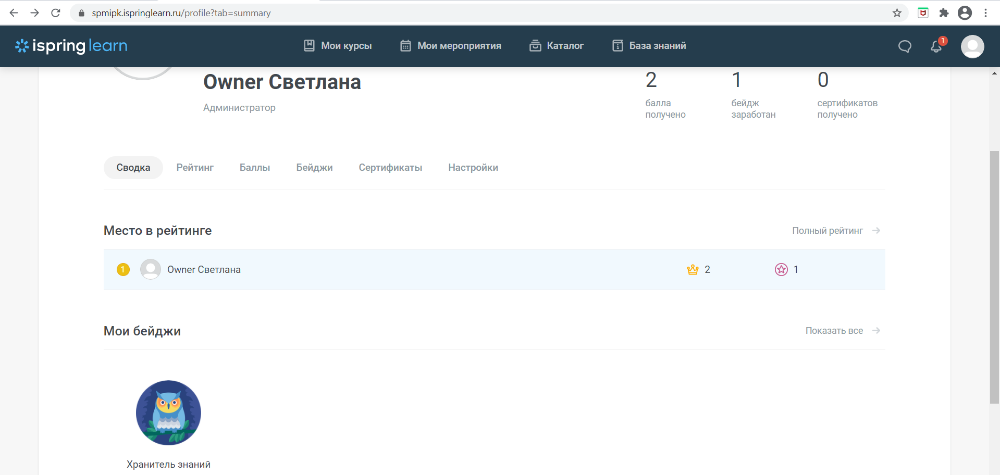 spmipk.ispringlearn.ru/profile?tab=summary
ispring learn
Мои курсы
Мои мероприятия
Каталог
База знаний
1
Owner Светлана
Администратор
2
балла
получено
1
бейдж
заработан
0
сертификатов
получено
Сводка
Рейтинг
Баллы
Бейджи
Сертификаты
Настройки
Место в рейтинге
Полный рейтинг
1
Owner Светлана
2
1
Мои бейджи
Показать все
Хранитель знаний